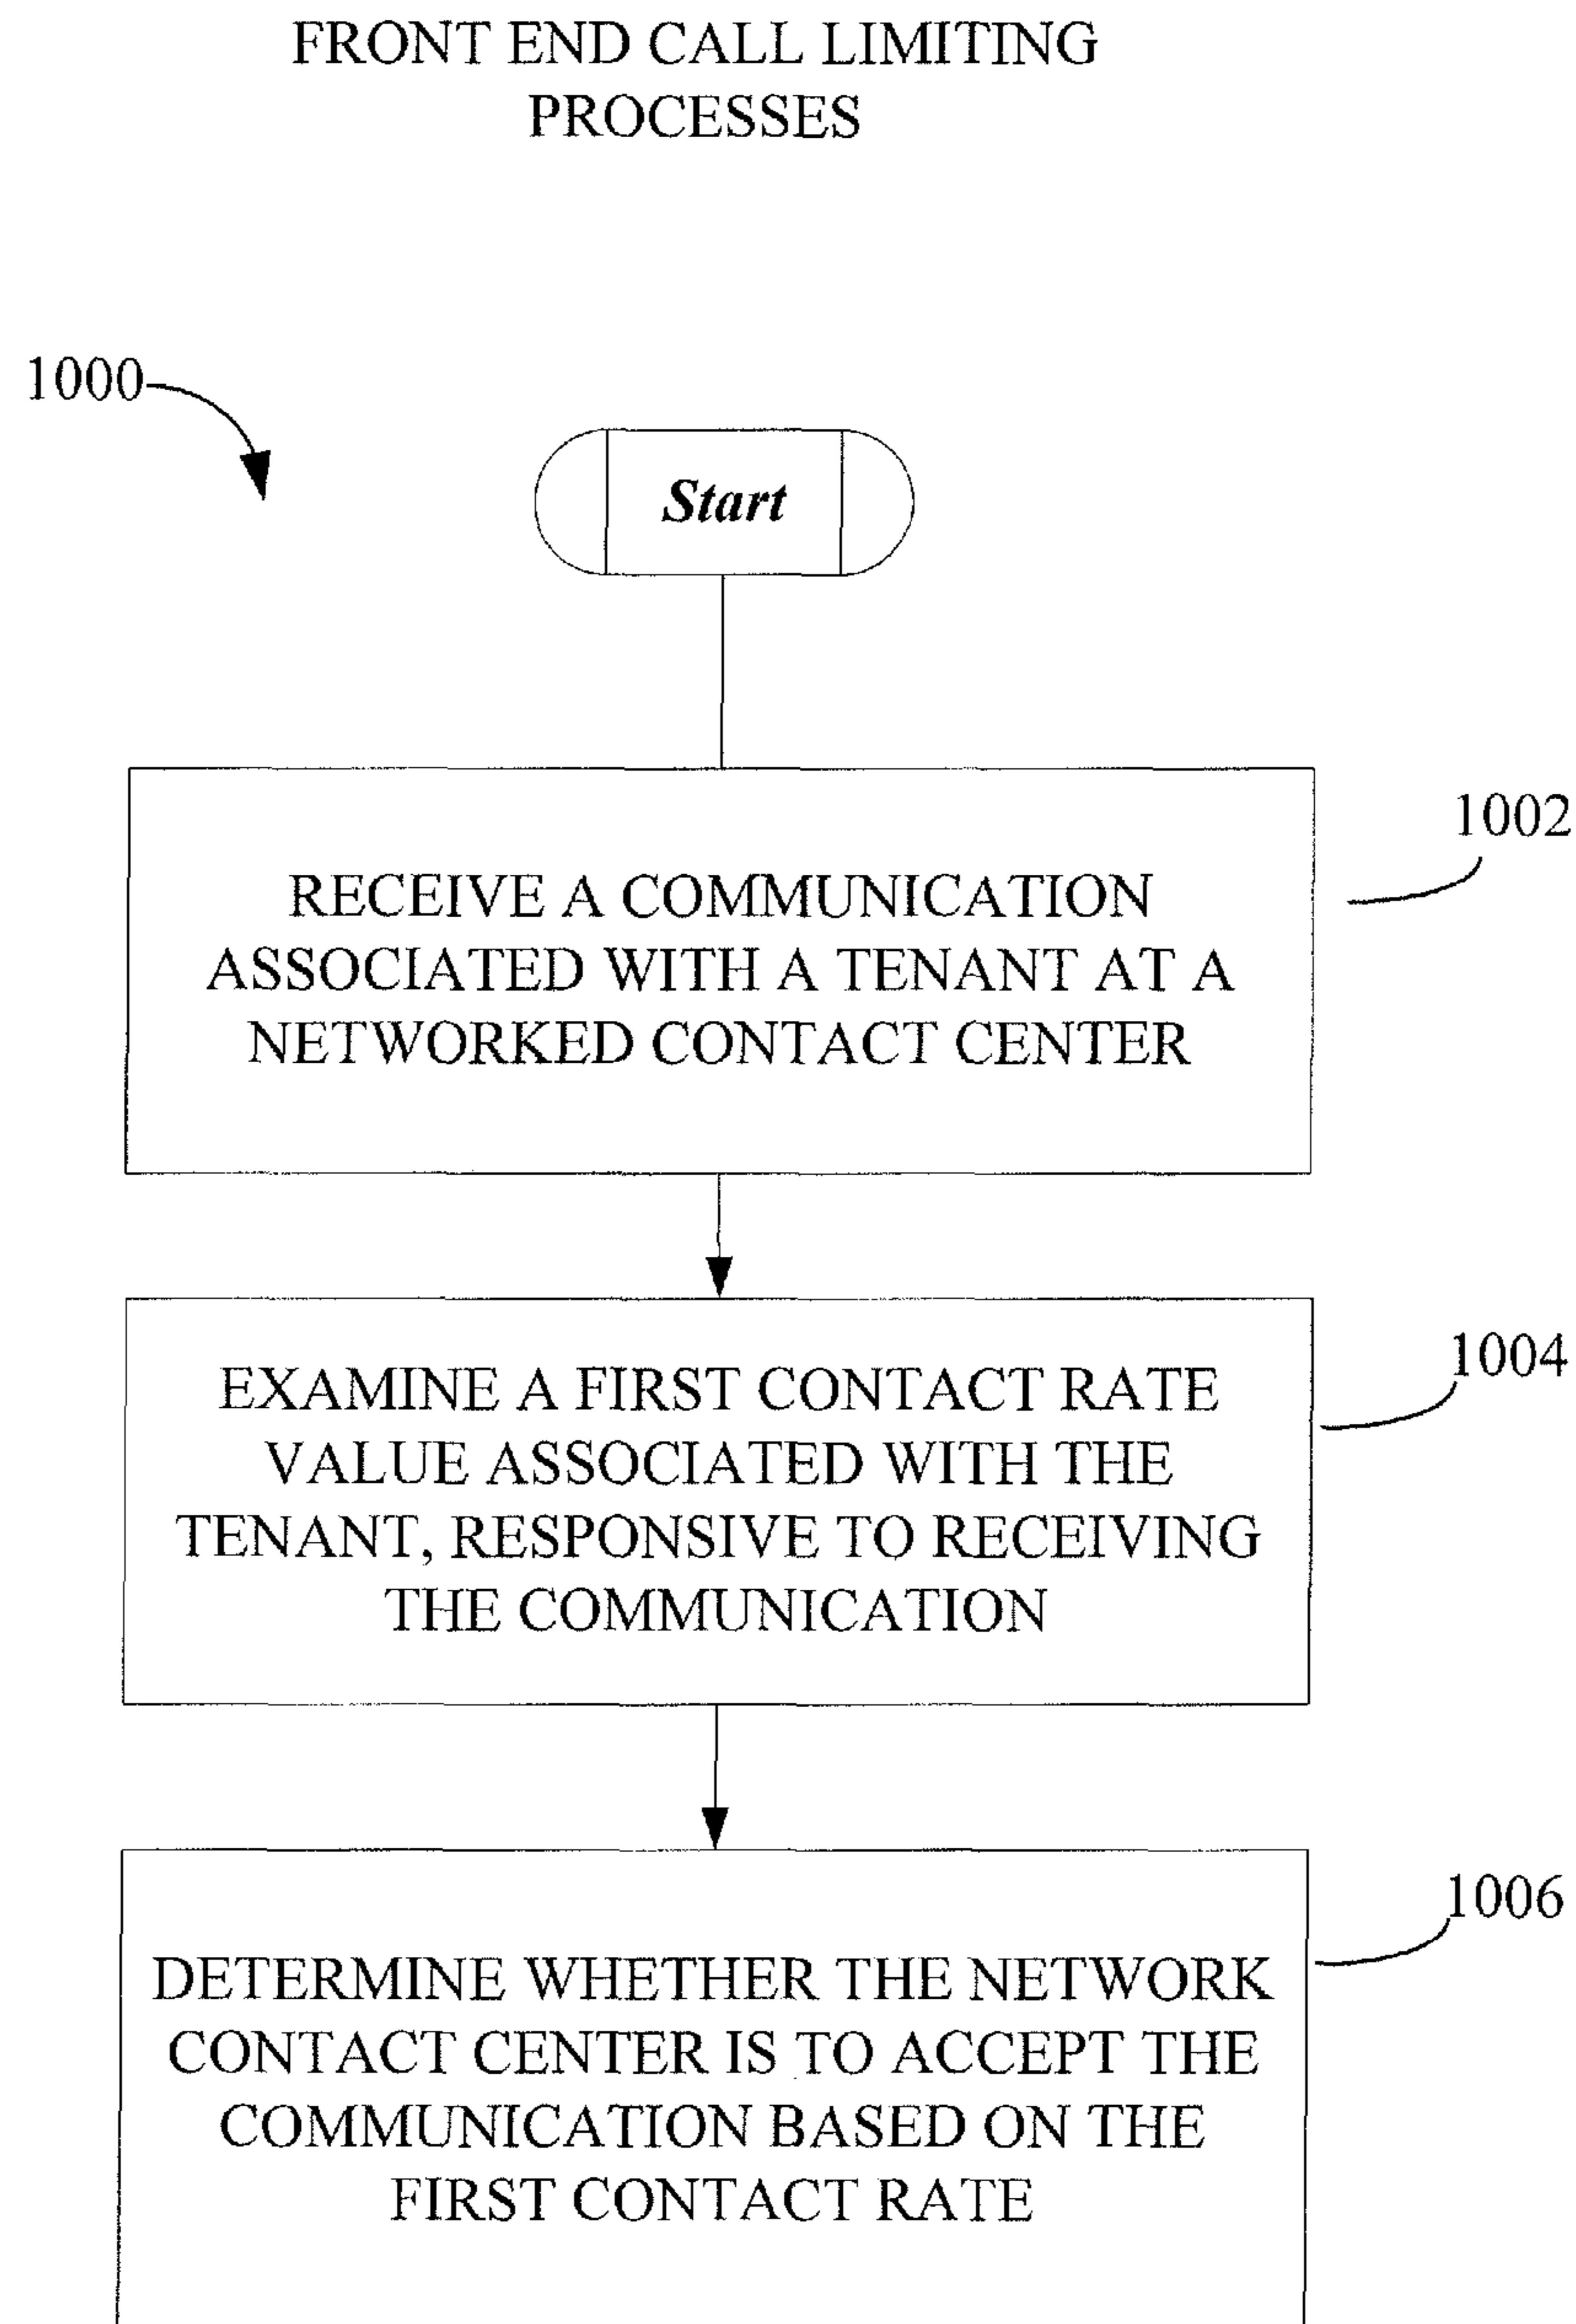 FRONT END CALL LIMITING
PROCESSES
1000
Start
1002
RECEIVE A COMMUNICATION
ASSOCIATED WITH A TENANT AT A
NETWORKED CONTACT CENTER
1004
EXAMINE A FIRST CONTACT RATE
VALUE ASSOCIATED WITH THE
TENANT, RESPONSIVE TO RECEIVING
THE COMMUNICATION
1006
DETERMINE WHETHER THE NETWORK
CONTACT CENTER IS TO ACCEPT THE
COMMUNICATION BASED ON THE
FIRST CONTACT RATE